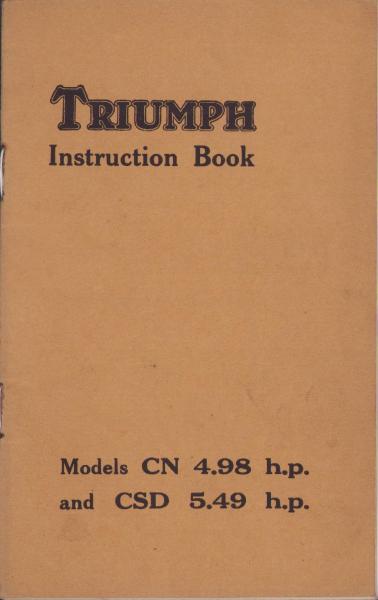 TRIUMPH
Instruction Book
Models CN 4.98 h.p.
and CSD 5.49 h.p.